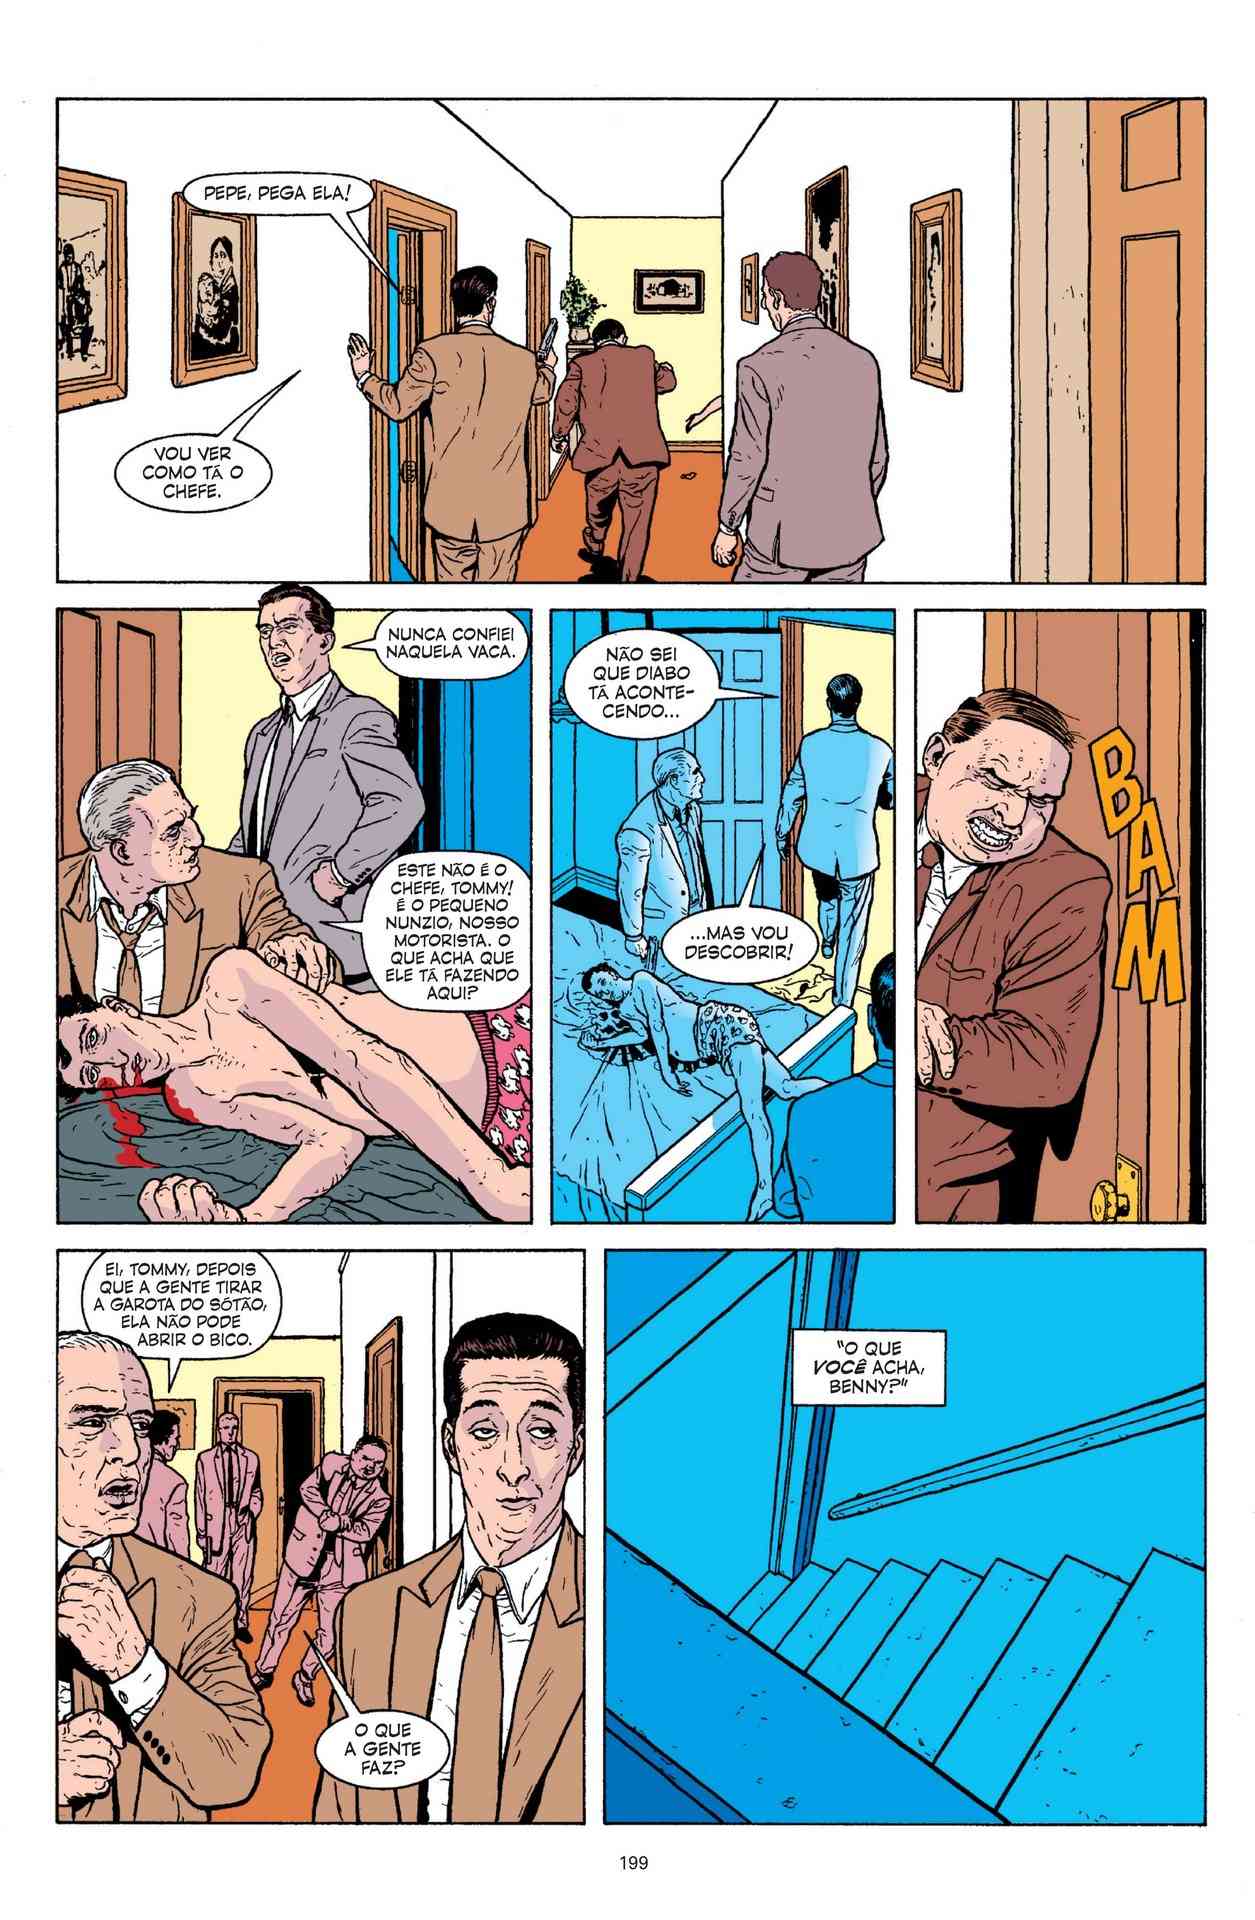 PEPE, PEGA ELA!
VOU VER
COMO TÁ O
CHEFE.
NUNCA CONFIEI
NAQUELA VACA.
ESTE NÃO É O
CHEFE, TOMMY!
É O PEQUENO
NUNZIO, NOSSO
MOTORISTA. O
QUE ACHA QUE
ELE TÁ FAZENDO
AQUI?
NÃO SEI
QUE DIABO
TÁ ACONTE-
CENDO...
...MAS VOU
DESCOBRIR!
BAM
EI, TOMMY, DEPOIS
QUE A GENTE TIRAR
A GAROTA DO SÓTÃO,
ELA NÃO PODE
ABRIR O BICO.
O QUE
A GENTE
FAZ?
"O QUE
VOCÊ ACHA,
BENNY?"
199